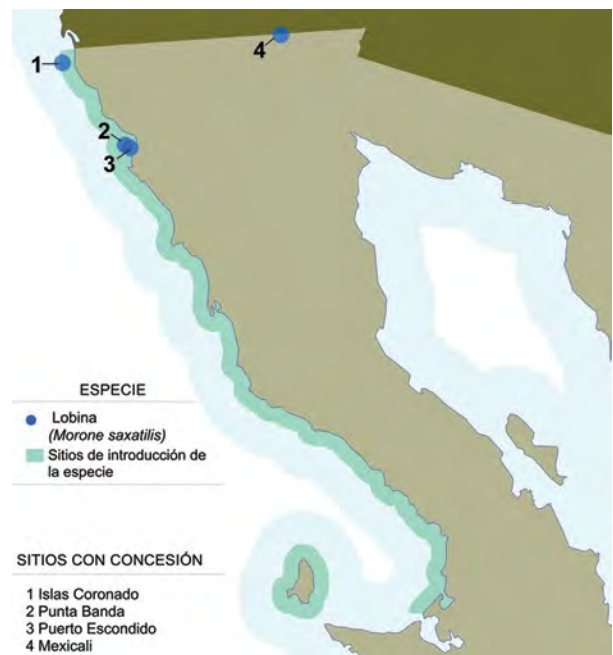 1
4
2
3
ESPECIE
Lobina
(Morone saxatilis)
Sitios de introducción de
la especie
SITIOS CON CONCESIÓN
1 Islas Coronado
2 Punta Banda
3 Puerto Escondido
4 Mexicali